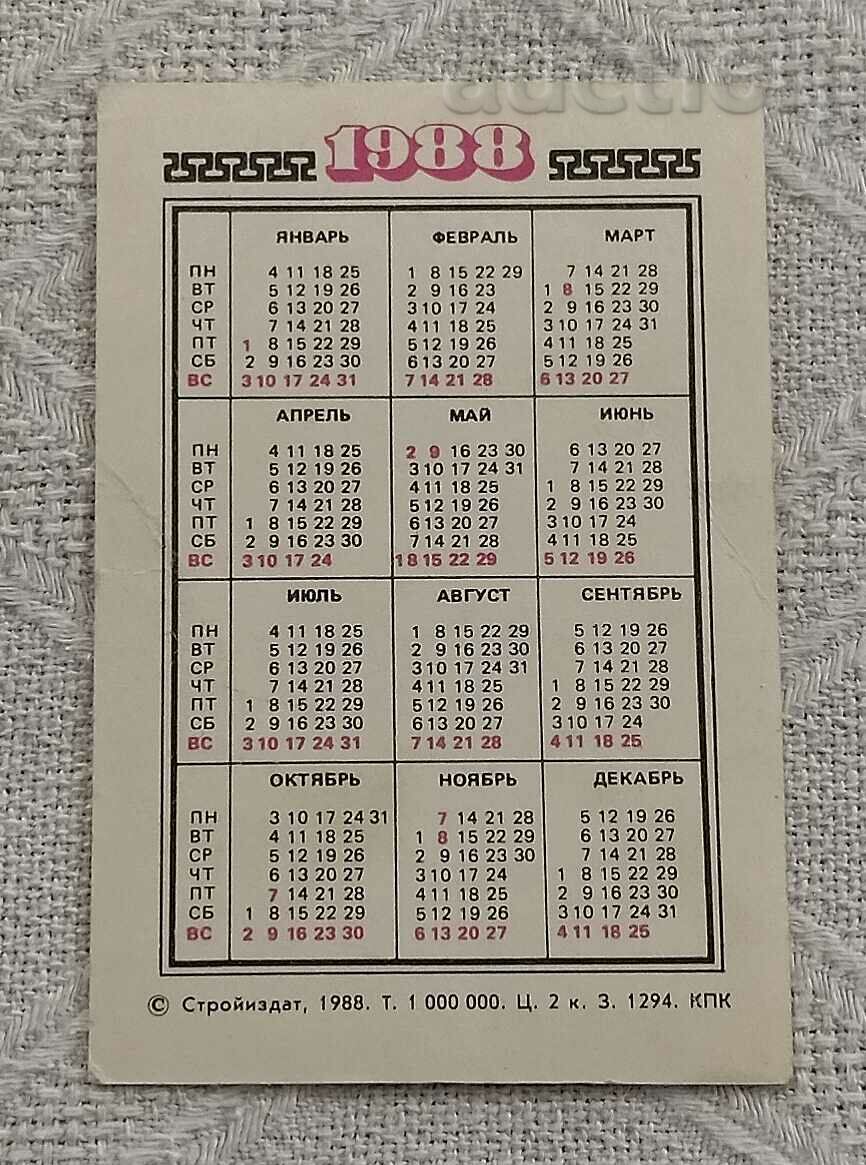 auctio
1988
ЯНВАРЬ ФЕВРАЛЬ МАРТ
ПН 4 11 18 25 1 8 15 22 29 7 14 21 28
ВТ 5 12 19 26 2 9 16 23 1 8 15 22 29
СР 6 13 20 27 3 10 17 24 2 9 16 23 30
ЧТ 7 14 21 28 4 11 18 25 3 10 17 24 31
ПТ 1 8 15 22 29 5 12 19 26 4 11 18 25
СБ 2 9 16 23 30 6 13 20 27 5 12 19 26
ВС 3 10 17 24 31 7 14 21 28 6 13 20 27
АПРЕЛЬ МАЙ ИЮНЬ
ПН 4 11 18 25 2 9 16 23 30 6 13 20 27
ВТ 5 12 19 26 3 10 17 24 31 7 14 21 28
СР 6 13 20 27 4 11 18 25 1 8 15 22 29
ЧТ 7 14 21 28 5 12 19 26 2 9 16 23 30
ПТ 1 8 15 22 29 6 13 20 27 3 10 17 24
СБ 2 9 16 23 30 7 14 21 28 4 11 18 25
ВС 3 10 17 24 1 8 15 22 29 5 12 19 26
ИЮЛЬ АВГУСТ СЕНТЯБРЬ
ПН 4 11 18 25 1 8 15 22 29 5 12 19 26
ВТ 5 12 19 26 2 9 16 23 30 6 13 20 27
СР 6 13 20 27 3 10 17 24 31 7 14 21 28
ЧТ 7 14 21 28 4 11 18 25 1 8 15 22 29
ПТ 1 8 15 22 29 5 12 19 26 2 9 16 23 30
СБ 2 9 16 23 30 6 13 20 27 3 10 17 24
ВС 3 10 17 24 31 7 14 21 28 4 11 18 25
ОКТЯБРЬ НОЯБРЬ ДЕКАБРЬ
ПН 3 10 17 24 31 7 14 21 28 5 12 19 26
ВТ 4 11 18 25 1 8 15 22 29 6 13 20 27
СР 5 12 19 26 2 9 16 23 30 7 14 21 28
ЧТ 6 13 20 27 3 10 17 24 1 8 15 22 29
ПТ 7 14 21 28 4 11 18 25 2 9 16 23 30
СБ 1 8 15 22 29 5 12 19 26 3 10 17 24 31
ВС 2 9 16 23 30 6 13 20 27 4 11 18 25
© Стройиздат, 1988. Т. 1 000 000. Ц. 2 к. З. 1294. КПК